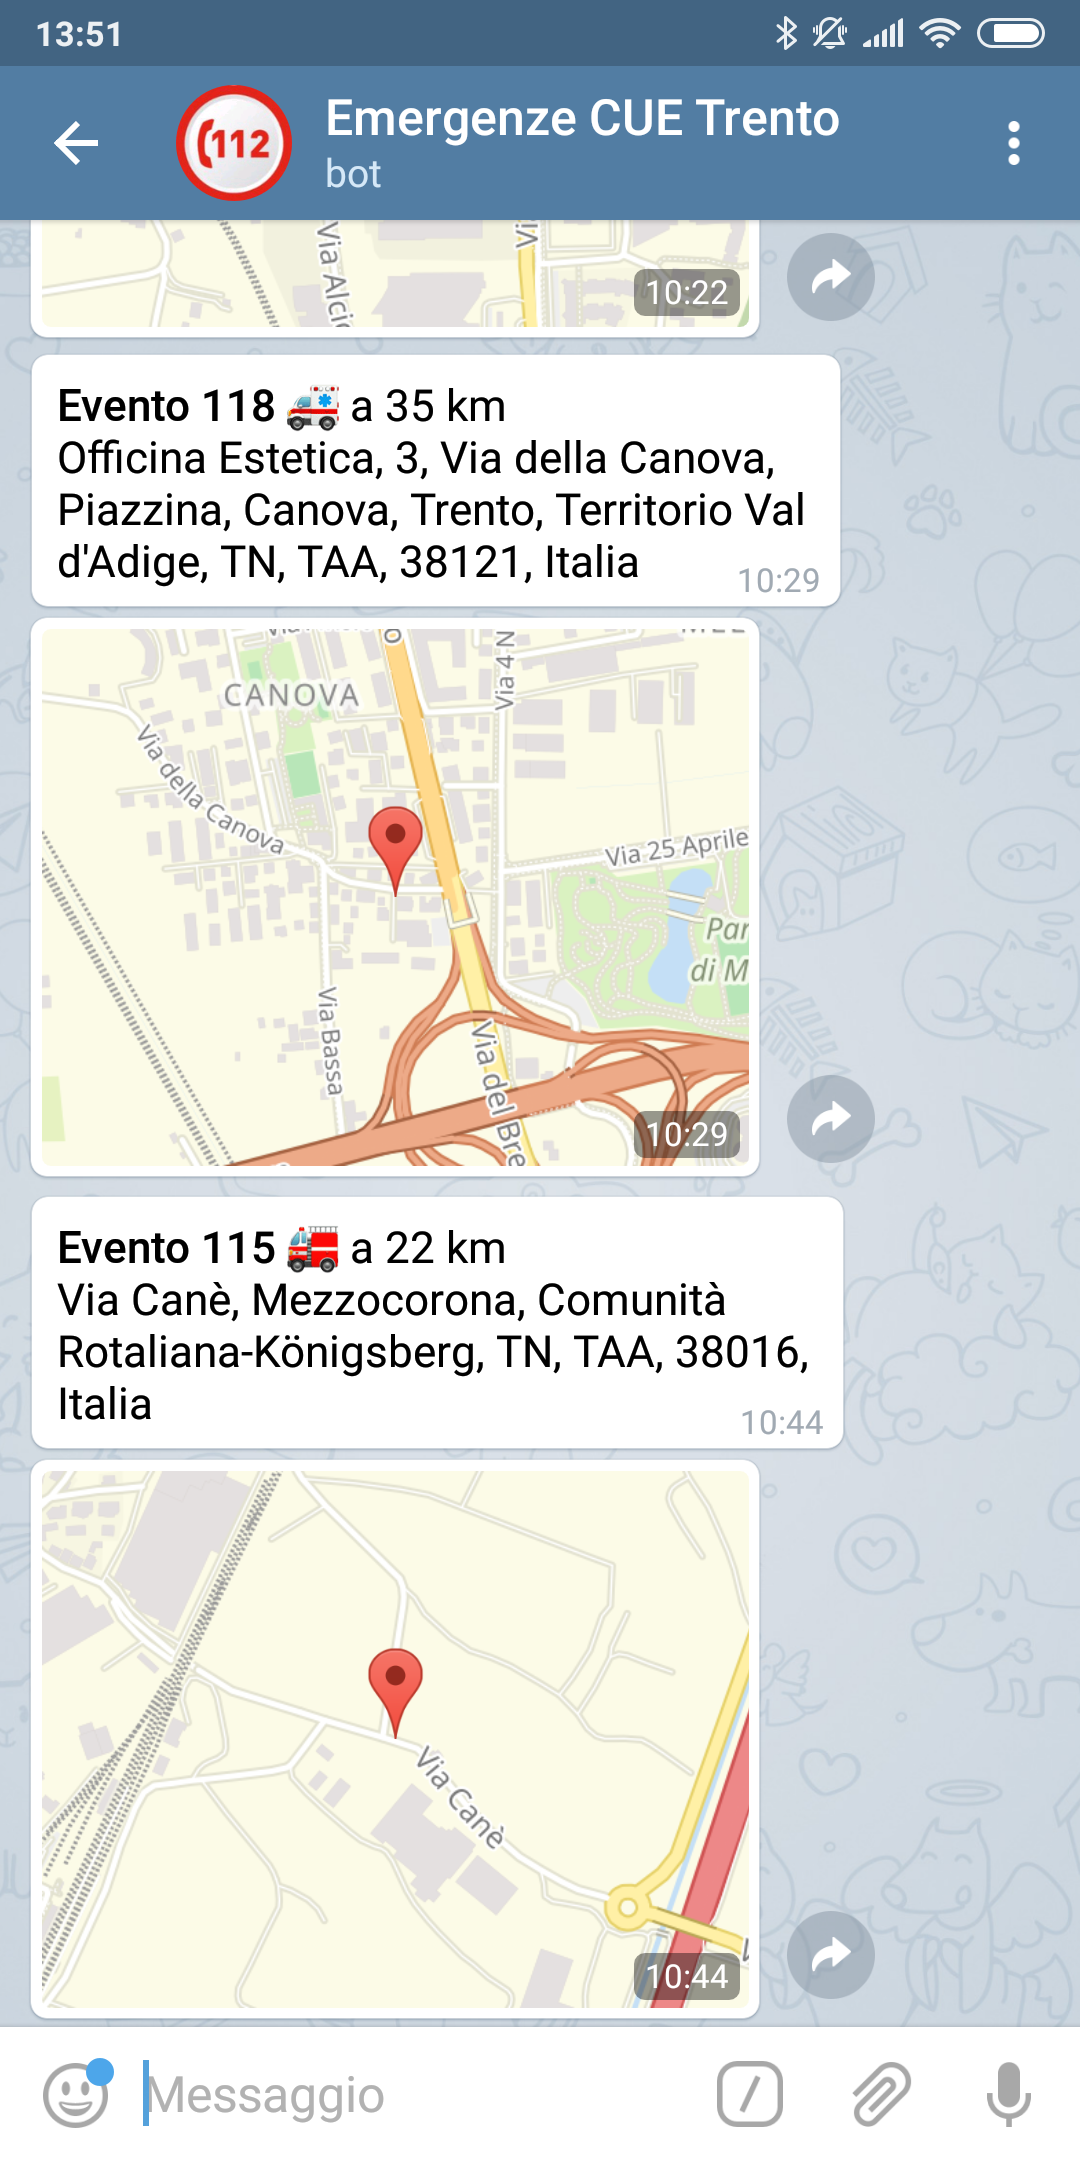 13:51
112
Emergenze CUE Trento
bot
10:22
Evento 118 🚑 a 35 km
Officina Estetica, 3, Via della Canova,
Piazzina, Canova, Trento, Territorio Val
d'Adige, TN, TAA, 38121, Italia
10:29
CANOVA
Via 4 N
Via della Canova
Via 25 Aprile
Par
di M
Via Bassa
Via del Bre
10:29
Evento 115 🚒 a 22 km
Via Canè, Mezzocorona, Comunità
Rotaliana-Königsberg, TN, TAA, 38016,
Italia
10:44
Via Canè
10:44
Messaggio